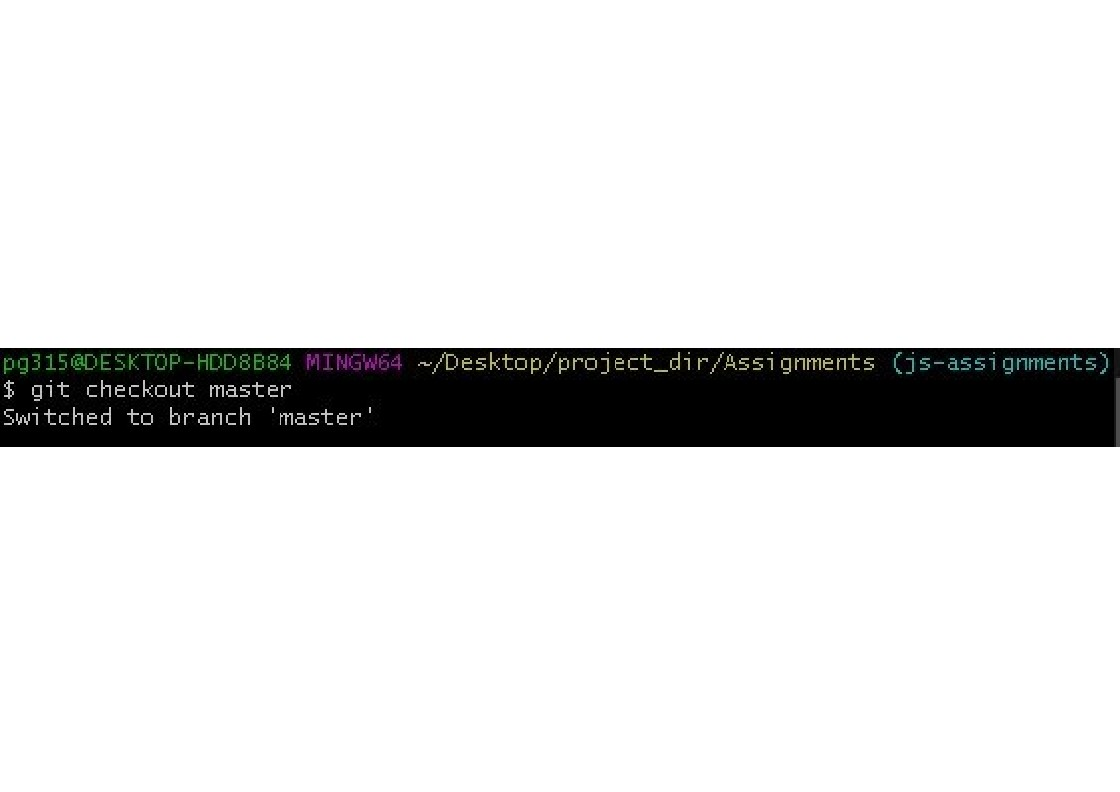 pg315@DESKTOP-HDD8B84 MINGW64 ~/Desktop/project_dir/Assignments (js-assignments)
$ git checkout master
Switched to branch 'master'